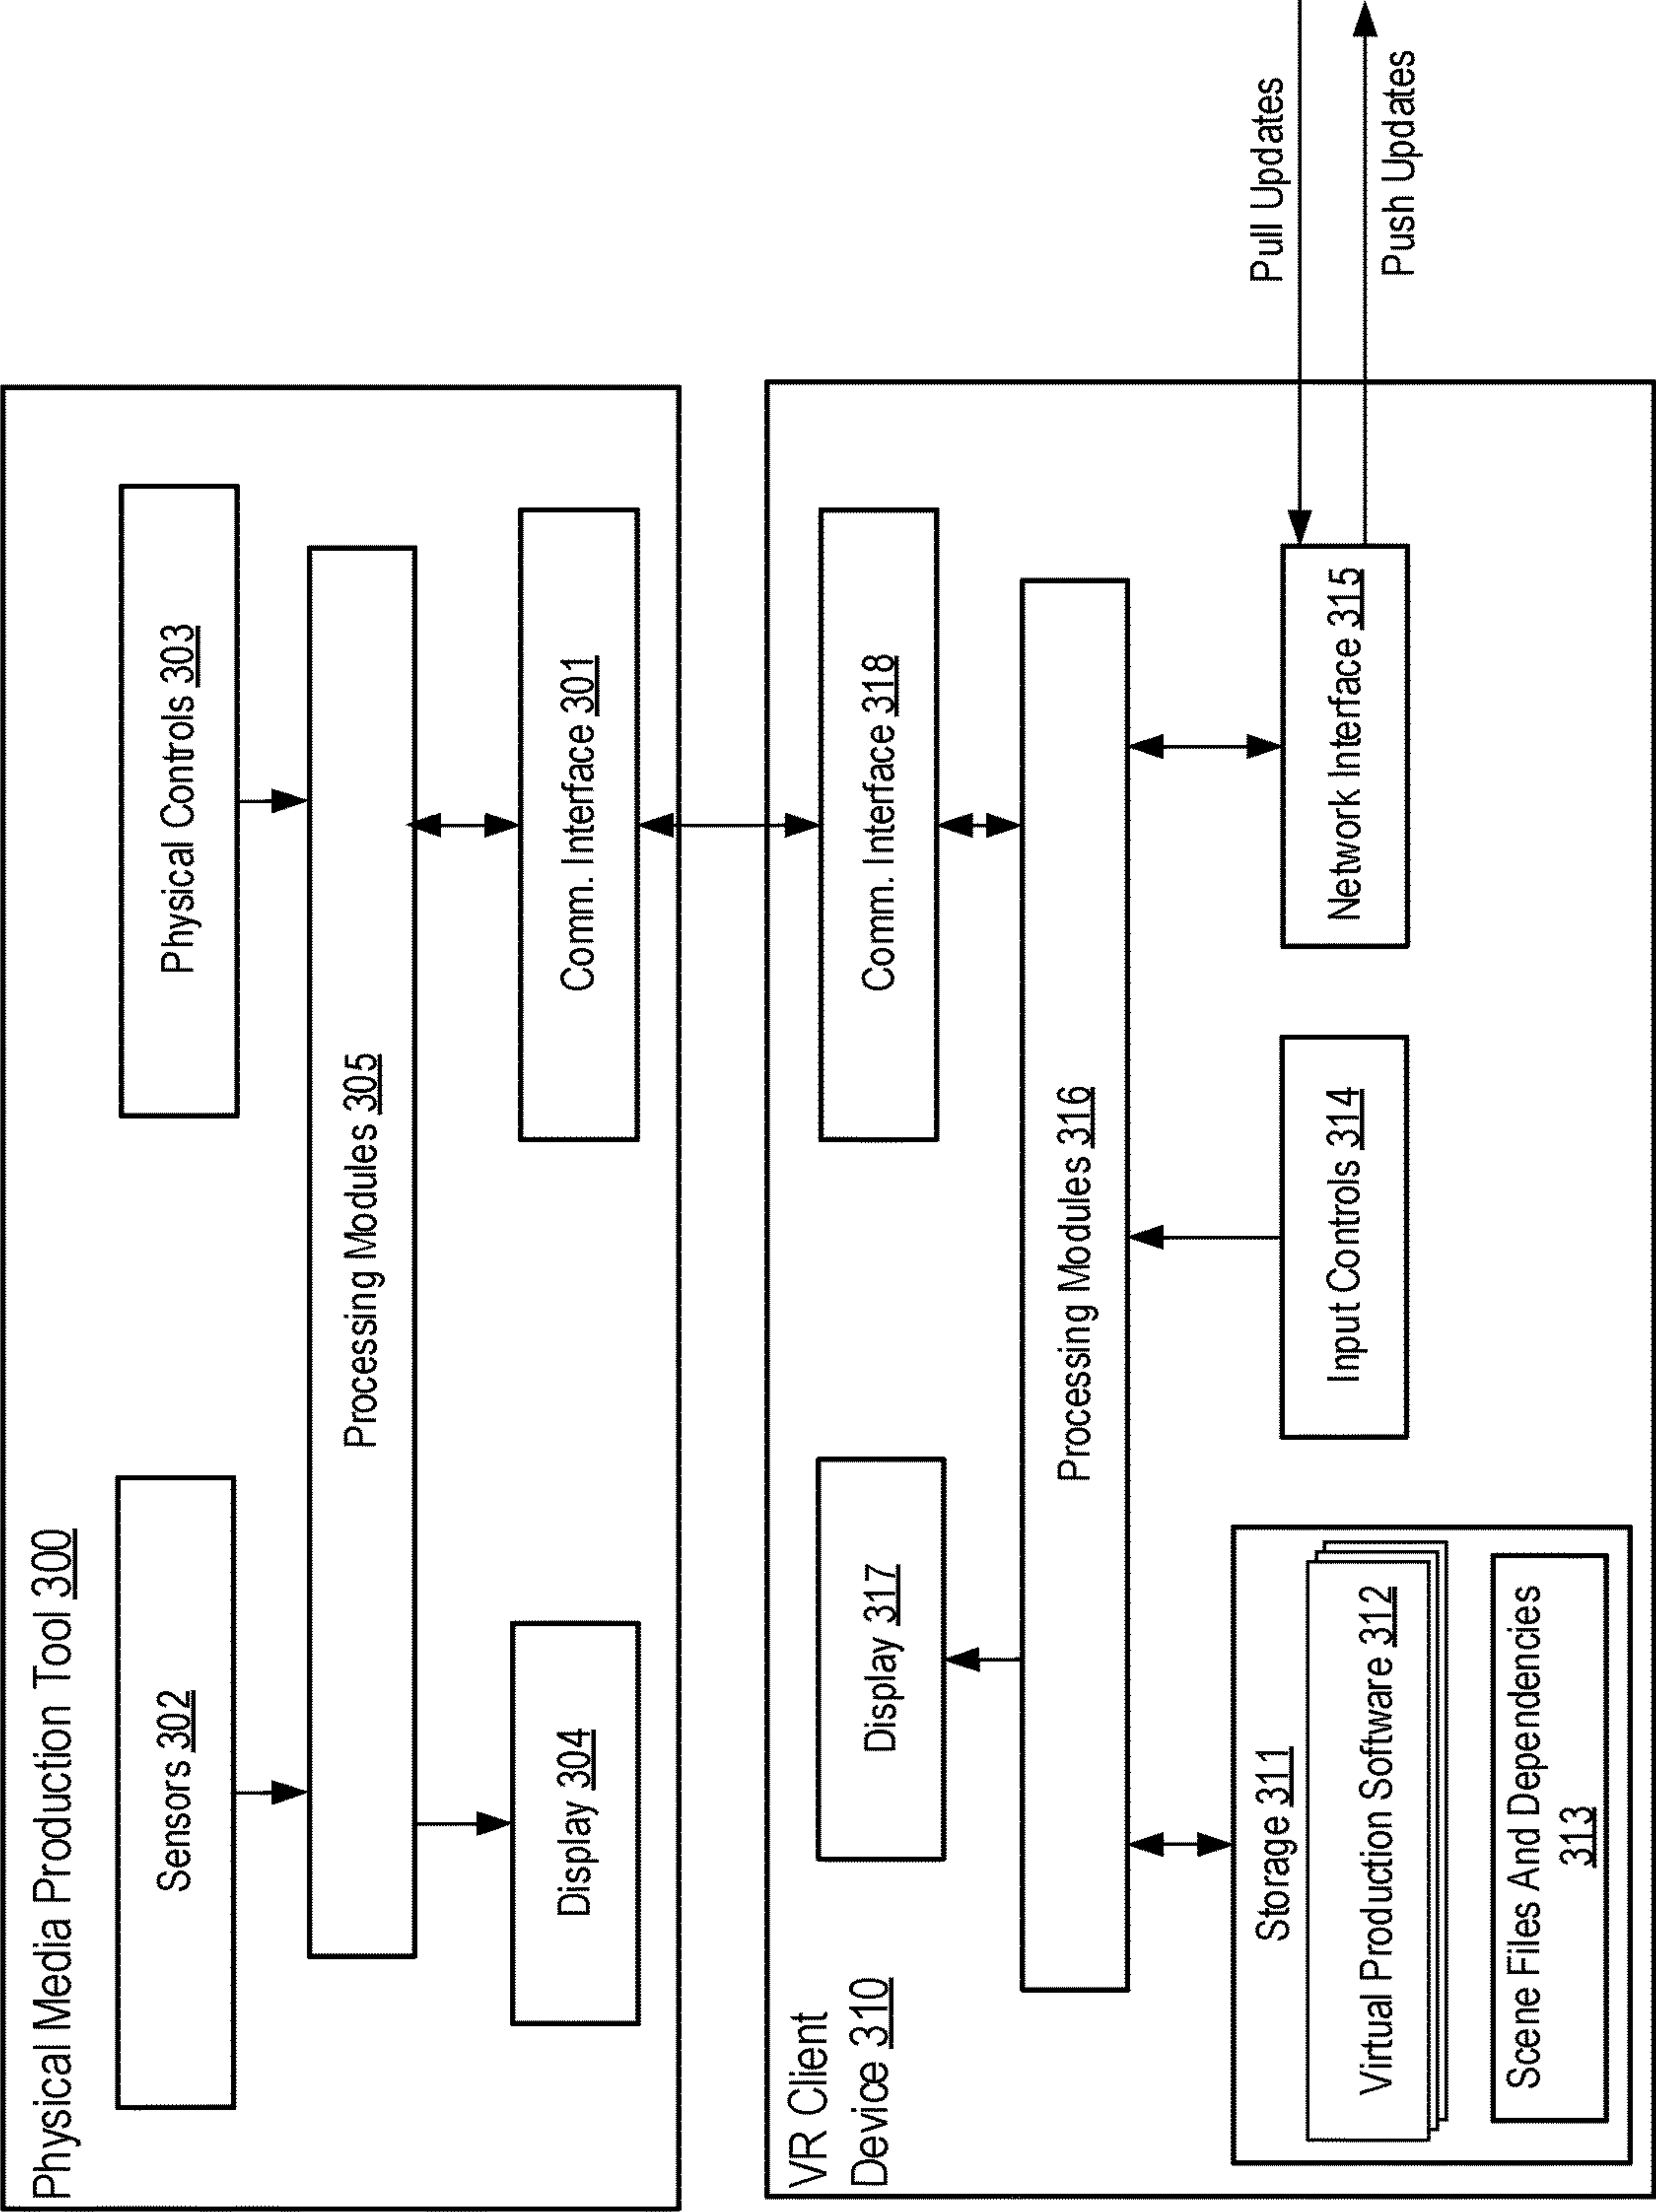 Physical Media Production Tool 300
Sensors 302
Physical Controls 303
Processing Modules 305
Display 304
Comm. Interface 301
VR Client
Device 310
Display 317
Comm. Interface 318
Processing Modules 316
Storage 311
Virtual Production Software 312
Scene Files And Dependencies
313
Input Controls 314
Network Interface 315
Pull Updates
Push Updates